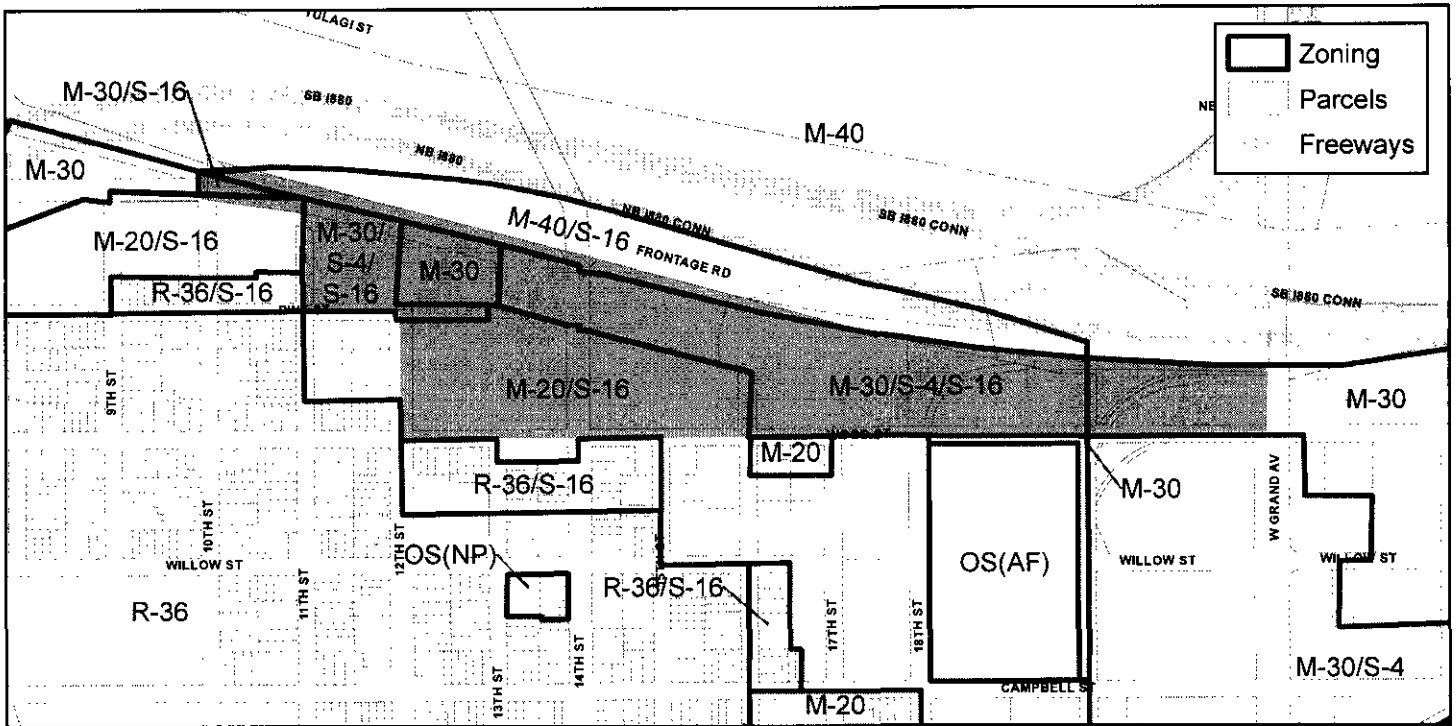 TULAGI ST
Zoning
Parcels
Freeways
M-30/S-16
SB I880
M-40
NB I880
M-30
NB I880 CONN
SB I880 CONN
M-40/S-16
FRONTAGE RD
M-20/S-16
M-30/
S-4/
S-16
M-30
SB I880 CONN
R-36/S-16
9TH ST
M-20/S-16
M-30/S-4/S-16
M-30
M-20
R-36/S-16
M-30
W GRAND AV
10TH ST
WILLOW ST
12TH ST
OS(NP)
OS(AF)
WILLOW ST
WILLOW ST
R-36
11TH ST
R-36/S-16
17TH ST
18TH ST
14TH ST
13TH ST
M-30/S-4
CAMPBELL ST
M-20